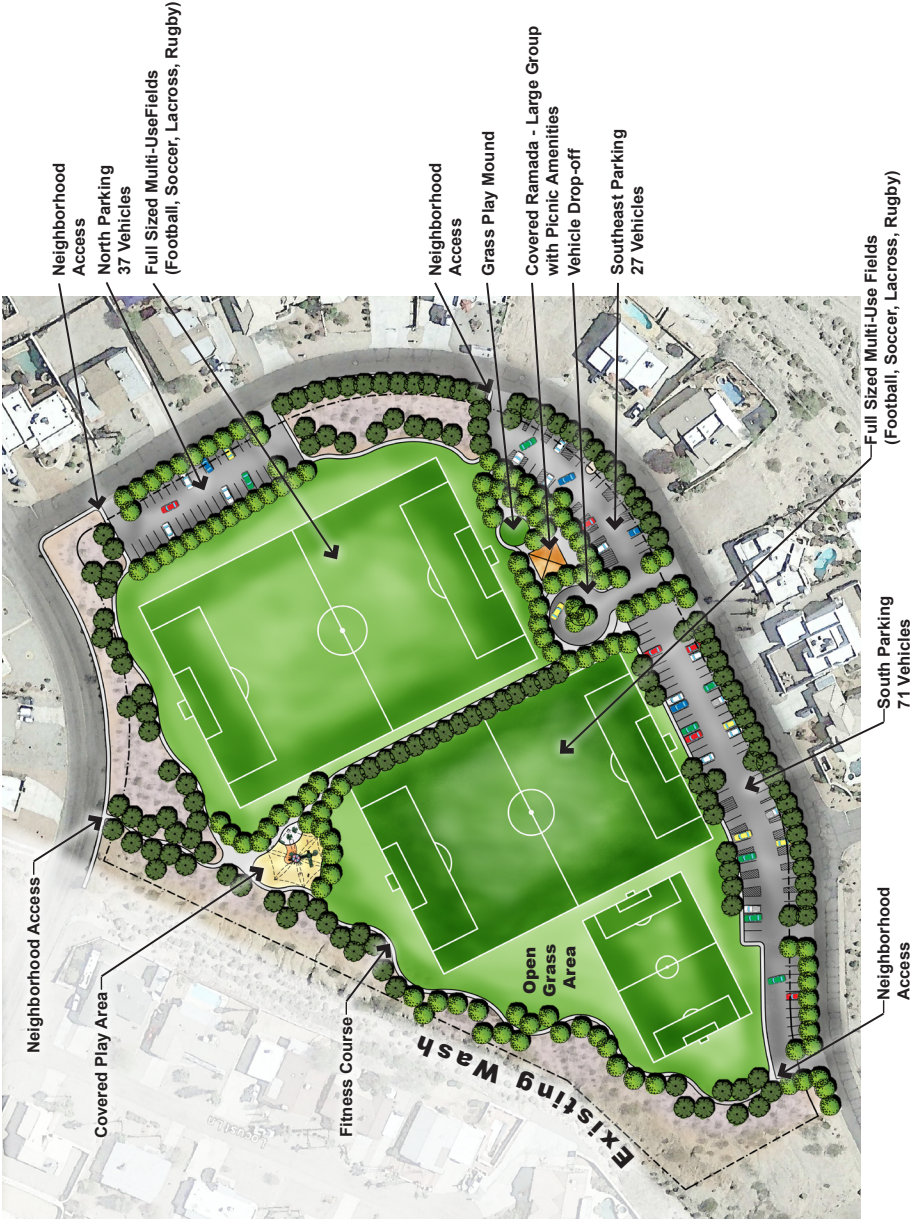 Neighborhood
Access
North Parking
37 Vehicles
Full Sized Multi-UseFields
(Football, Soccer, Lacross, Rugby)
Neighborhood
Access
Grass Play Mound
Covered Ramada - Large Group
with Picnic Amenities
Vehicle Drop-off
Southeast Parking
27 Vehicles
Full Sized Multi-Use Fields
(Football, Soccer, Lacross, Rugby)
South Parking
71 Vehicles
Neighborhood
Access
Neighborhood Access
Covered Play Area
Fitness Course
Open
Grass
Area
Existing Wash